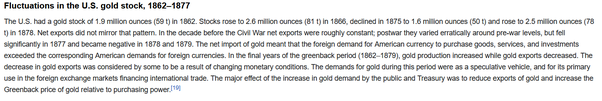 Fluctuations in the U.S. gold stock, 1862–1877
The U.S. had a gold stock of 1.9 million ounces (59 t) in 1862. Stocks rose to 2.6 million ounces (81 t) in 1866, declined in 1875 to 1.6 million ounces (50 t) and rose to 2.5 million ounces (78
t) in 1878. Net exports did not mirror that pattern. In the decade before the Civil War net exports were roughly constant; postwar they varied erratically around pre-war levels, but fell
significantly in 1877 and became negative in 1878 and 1879. The net import of gold meant that the foreign demand for American currency to purchase goods, services, and investments
exceeded the corresponding American demands for foreign currencies. In the final years of the greenback period (1862–1879), gold production increased while gold exports decreased. The
decrease in gold exports was considered by some to be a result of changing monetary conditions. The demands for gold during this period were as a speculative vehicle, and for its primary
use in the foreign exchange markets financing international trade. The major effect of the increase in gold demand by the public and Treasury was to reduce exports of gold and increase the
Greenback price of gold relative to purchasing power.[19]